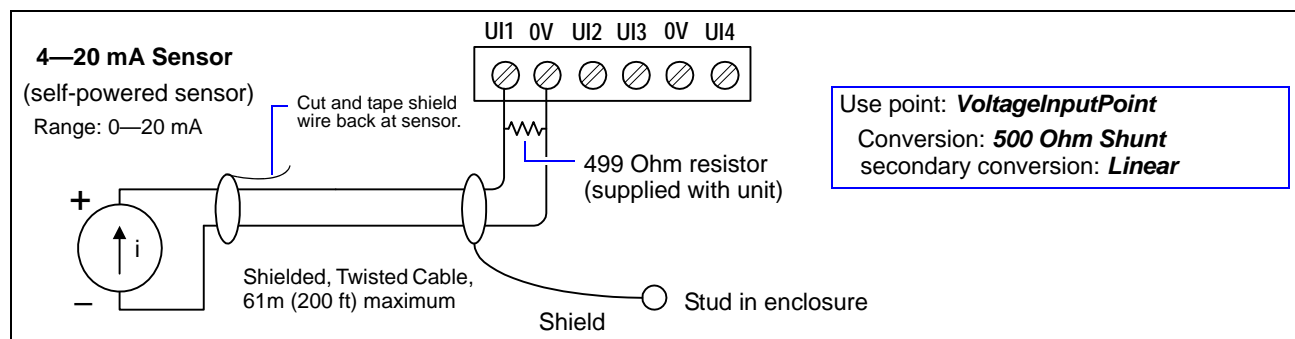 UI1 0V UI2 UI3 0V UI4
4—20 mA Sensor
(self-powered sensor)
Range: 0—20 mA
Cut and tape shield
wire back at sensor.
499 Ohm resistor
(supplied with unit)
Use point: VoltageInputPoint
Conversion: 500 Ohm Shunt
secondary conversion: Linear
+
i
–
Shielded, Twisted Cable,
61m (200 ft) maximum
Shield
Stud in enclosure